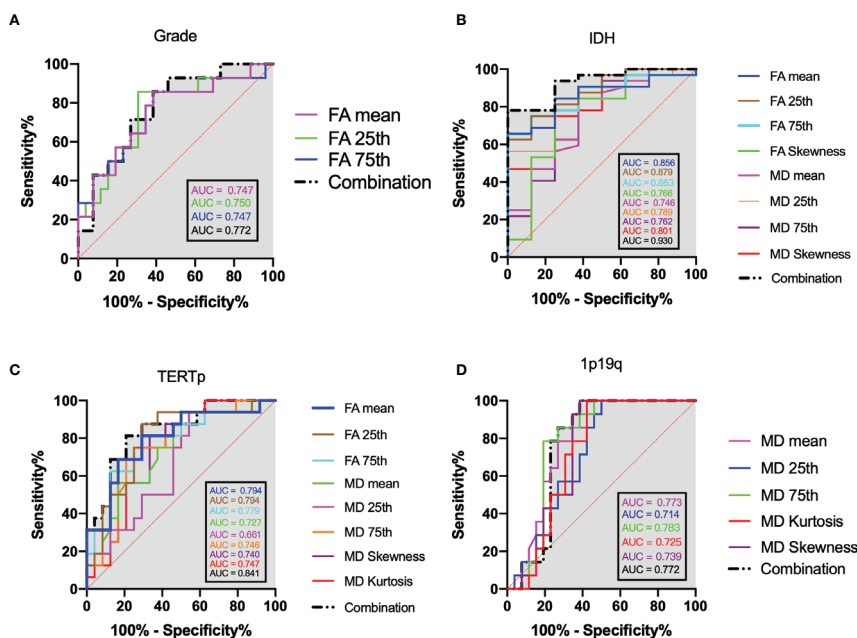 A
Grade
Sensitivity%
100
80
60
40
20
0
0 20 40 60 80 100
100% - Specificity%
FA mean
FA 25th
FA 75th
Combination
AUC = 0.747
AUC = 0.750
AUC = 0.747
AUC = 0.772
B
IDH
Sensitivity%
100
80
60
40
20
0
0 20 40 60 80 100
100% - Specificity%
FA mean
FA 25th
FA 75th
FA Skewness
MD mean
MD 25th
MD 75th
MD Skewness
Combination
AUC = 0.856
AUC = 0.879
AUC = 0.863
AUC = 0.766
AUC = 0.746
AUC = 0.789
AUC = 0.762
AUC = 0.801
AUC = 0.930
C
TERTp
Sensitivity%
100
80
60
40
20
0
0 20 40 60 80 100
100% - Specificity%
FA mean
FA 25th
FA 75th
MD mean
MD 25th
MD 75th
MD Skewness
MD Kurtosis
Combination
AUC = 0.794
AUC = 0.794
AUC = 0.779
AUC = 0.727
AUC = 0.661
AUC = 0.746
AUC = 0.740
AUC = 0.747
AUC = 0.841
D
1p19q
Sensitivity%
100
80
60
40
20
0
0 20 40 60 80 100
100% - Specificity%
MD mean
MD 25th
MD 75th
MD Kurtosis
MD Skewness
Combination
AUC = 0.773
AUC = 0.714
AUC = 0.783
AUC = 0.725
AUC = 0.739
AUC = 0.772